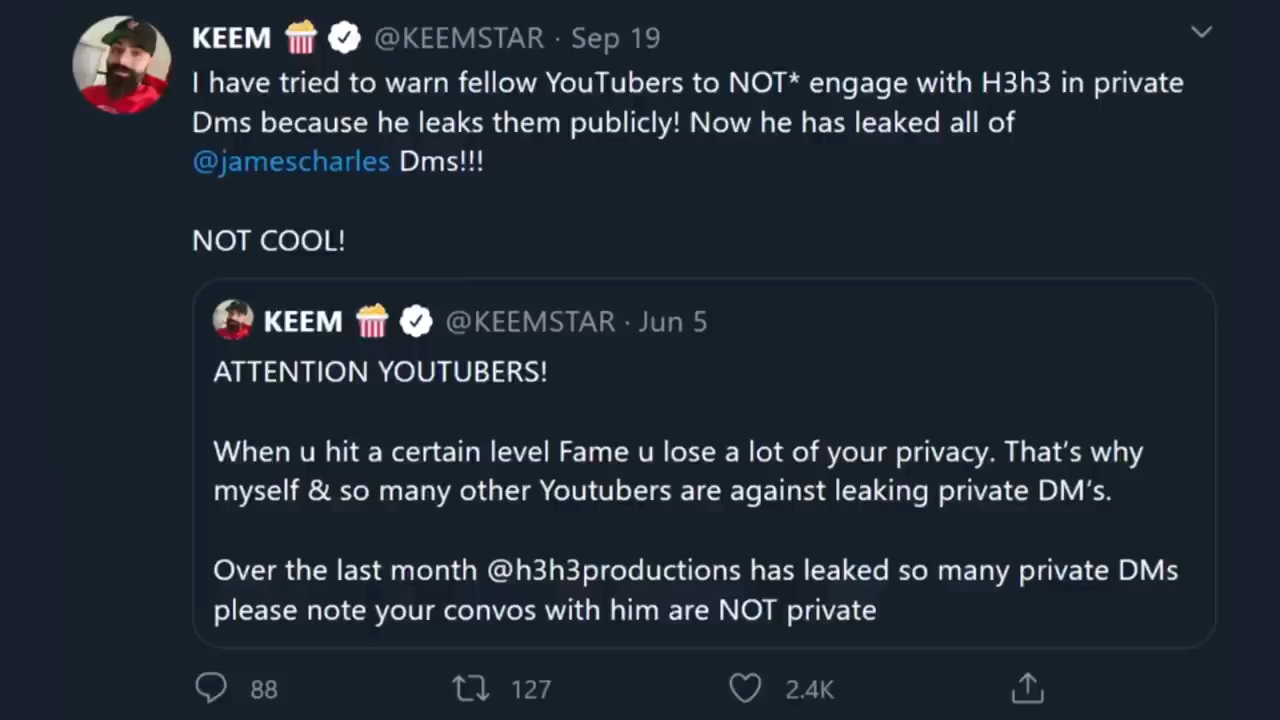 KEEM 🍿 @KEEMSTAR · Sep 19
I have tried to warn fellow YouTubers to NOT* engage with H3h3 in private
Dms because he leaks them publicly! Now he has leaked all of
@jamescharles Dms!!!
NOT COOL!
KEEM 🍿 @KEEMSTAR · Jun 5
ATTENTION YOUTUBERS!
When u hit a certain level Fame u lose a lot of your privacy. That's why
myself & so many other Youtubers are against leaking private DM's.
Over the last month @h3h3productions has leaked so many private DMs
please note your convos with him are NOT private
88 127 2.4K